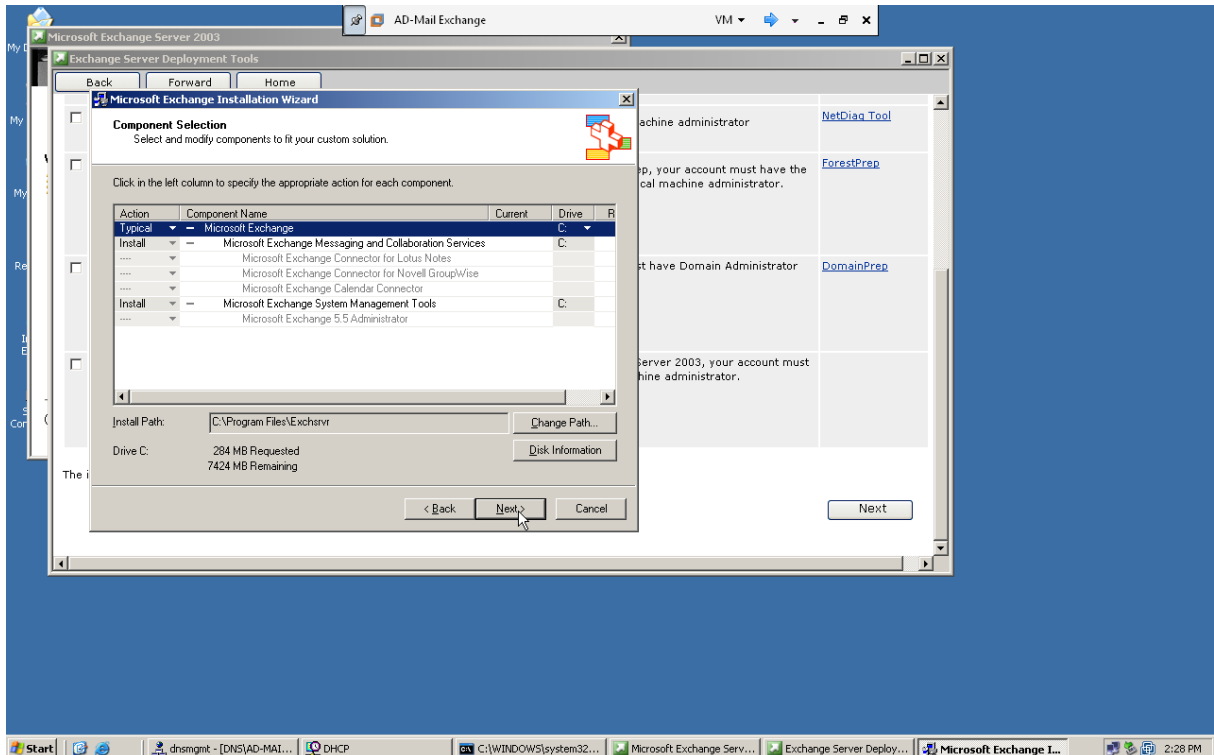 AD-Mail Exchange
VM
Microsoft Exchange Server 2003
Exchange Server Deployment Tools
Back Forward Home
Microsoft Exchange Installation Wizard
Component Selection
Select and modify components to fit your custom solution.
Click in the left column to specify the appropriate action for each component.
Action Component Name Current Drive R
Typical Microsoft Exchange C:
Install Microsoft Exchange Messaging and Collaboration Services C:
---- Microsoft Exchange Connector for Lotus Notes
---- Microsoft Exchange Connector for Novell GroupWise
---- Microsoft Exchange Calendar Connector
Install Microsoft Exchange System Management Tools C:
---- Microsoft Exchange 5.5 Administrator
Install Path: C:\Program Files\Exchsrvr Change Path...
Drive C: 284 MB Requested Disk Information
7424 MB Remaining
< Back Next > Cancel
achine administrator NetDiag Tool
ep, your account must have the ForestPrep
cal machine administrator.
st have Domain Administrator DomainPrep
Server 2003, your account must
hine administrator.
The i
Next
My
My
My
Re
Start dnsmgmt - [DNS\AD-MAI... DHCP C:\WINDOWS\system32... Microsoft Exchange Serv... Exchange Server Deploy... Microsoft Exchange I... 2:28 PM